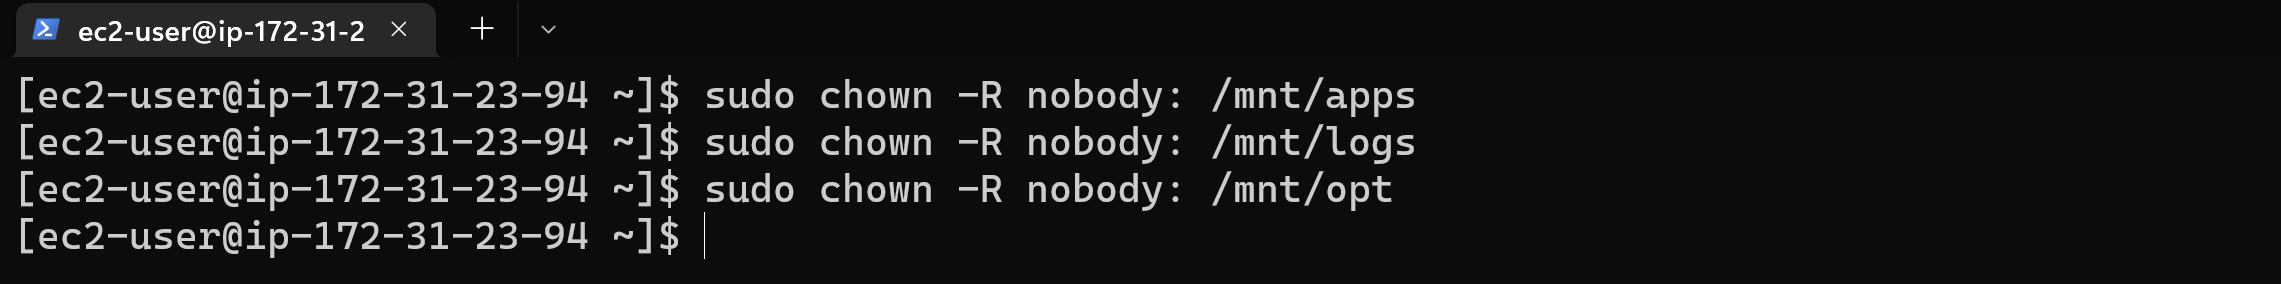 ec2-user@ip-172-31-2
[ec2-user@ip-172-31-23-94 ~]$ sudo chown -R nobody: /mnt/apps
[ec2-user@ip-172-31-23-94 ~]$ sudo chown -R nobody: /mnt/logs
[ec2-user@ip-172-31-23-94 ~]$ sudo chown -R nobody: /mnt/opt
[ec2-user@ip-172-31-23-94 ~]$